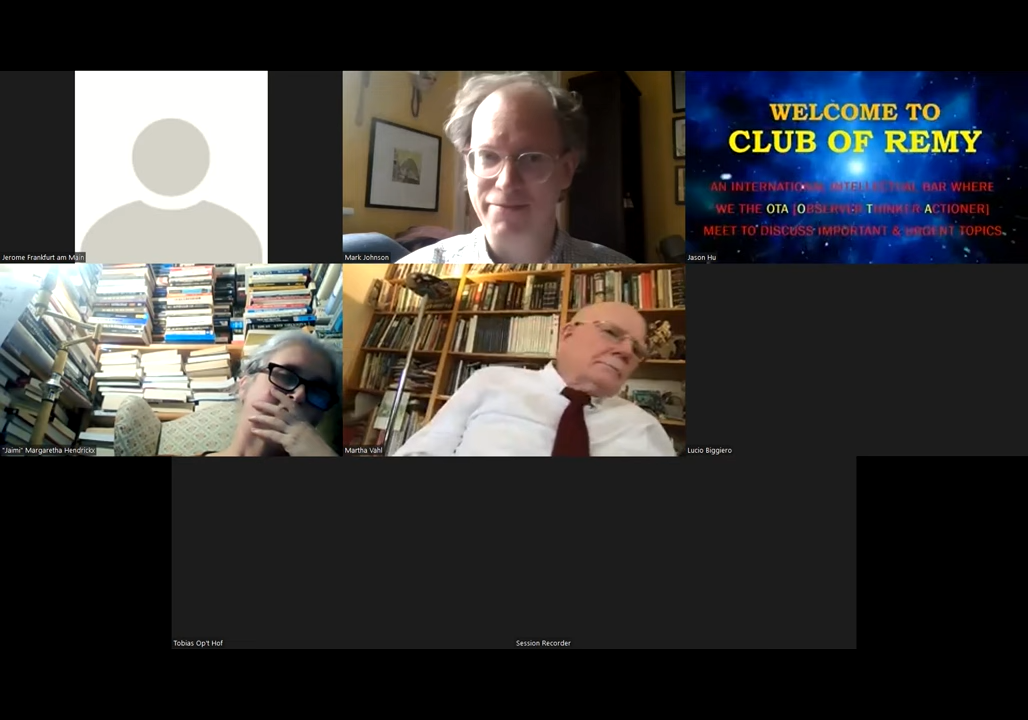 WELCOME TO
CLUB OF REMY
AN INTERNATIONAL INTELLECTUAL BAR WHERE
WE THE OTA [OBSERVER THINKER ACTIONER]
MEET TO DISCUSS IMPORTANT & URGENT TOPICS
Jerome Frankfurt am Main
Mark Johnson
Jason Hu
"Jaimi" Margaretha Hendrickx
Martha Vahl
Lucio Biggiero
Tobias Op't Hof
Session Recorder